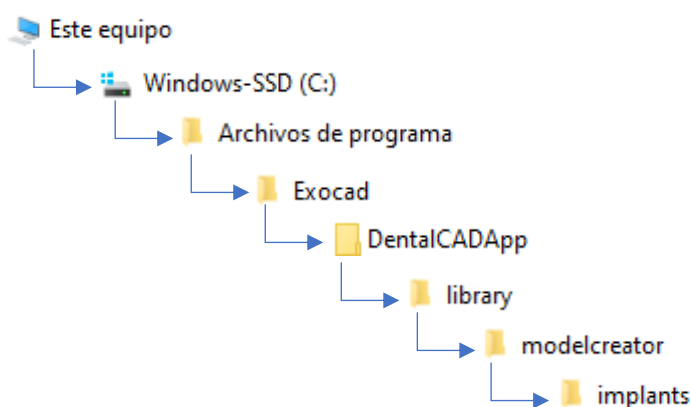 Este equipo
Windows-SSD (C:)
Archivos de programa
Exocad
DentalCADApp
library
modelcreator
implants